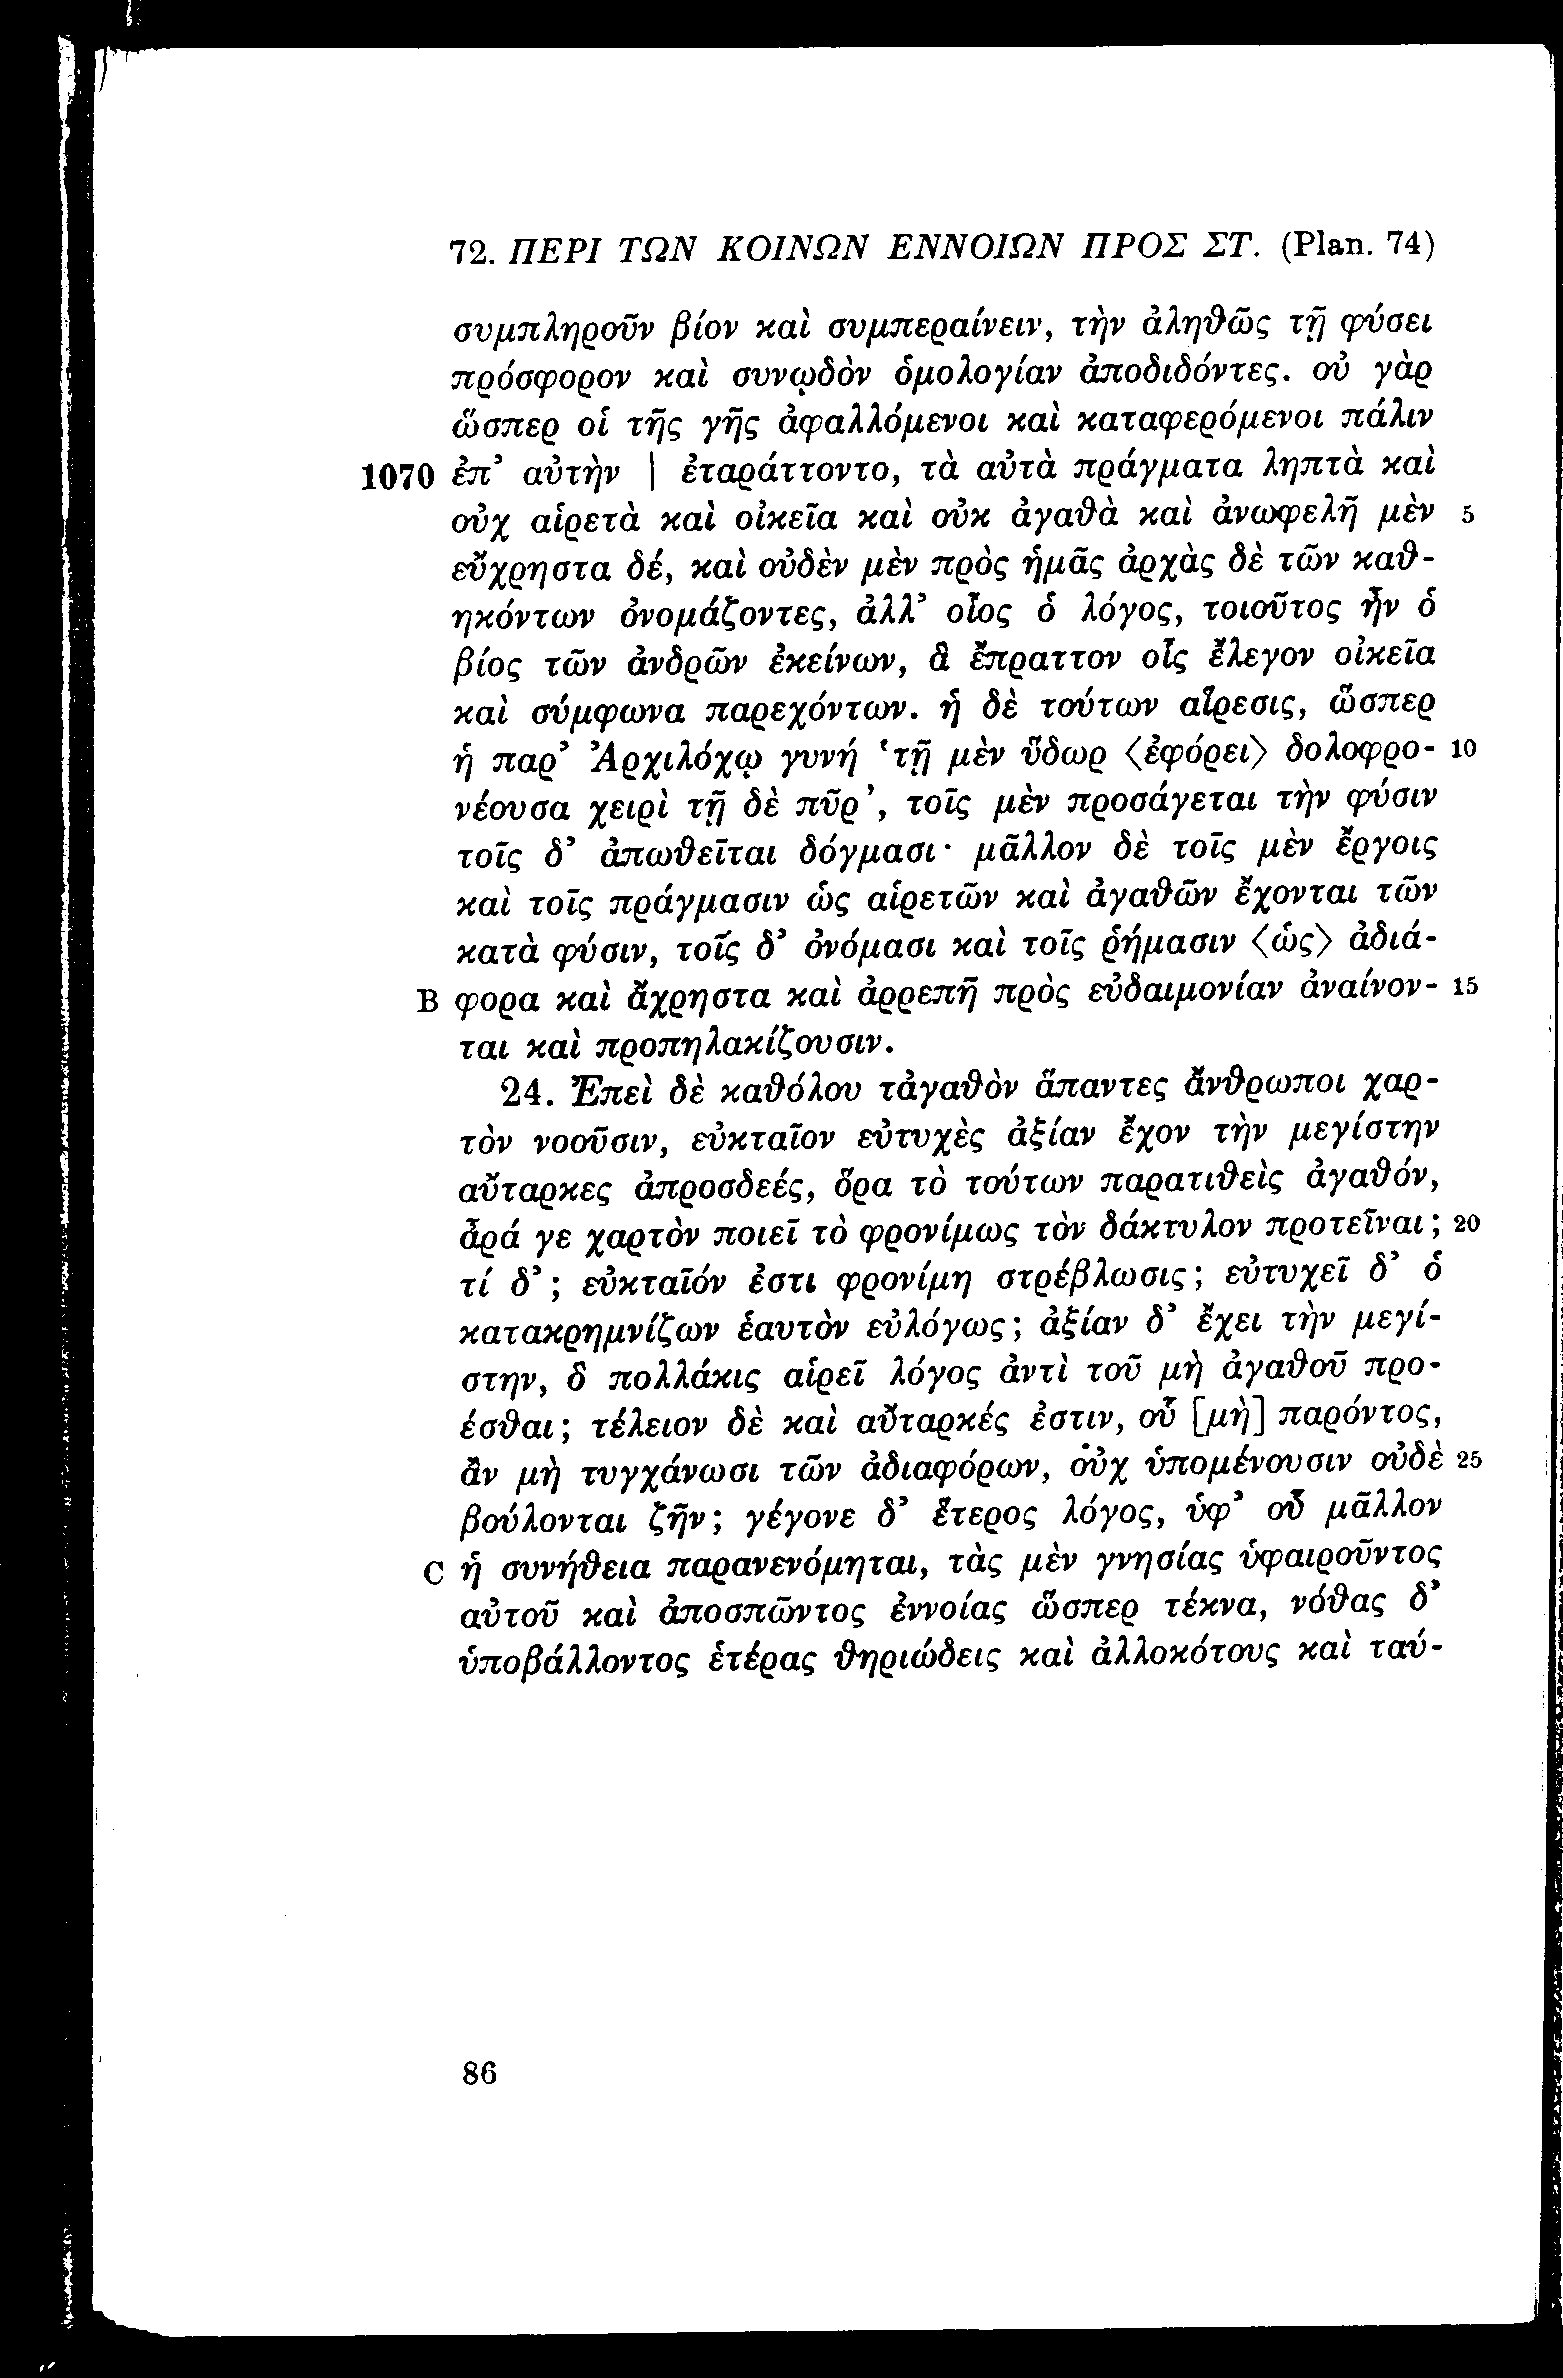 72. ΠΕΡΙ ΤΩΝ ΚΟΙΝΩΝ ΕΝΝΟΙΩΝ ΠΡΟΣ ΣΤ. (Plan. 74)
συμπληροῦν βίον καὶ συμπεραίνειν, τὴν ἀληθῶς τῇ φύσει
πρόσφορον καὶ συνῳδὸν ὁμολογίαν ἀποδιδόντες. οὐ γὰρ
ὥσπερ οἱ τῆς γῆς ἀφαλλόμενοι καὶ καταφερόμενοι πάλιν
1070 ἐπ’ αὐτὴν | ἐταράττοντο, τὰ αὐτὰ πράγματα ληπτὰ καὶ
οὐχ αἱρετὰ καὶ οἰκεῖα καὶ οὐκ ἀγαθὰ καὶ ἀνωφελῆ μὲν 5
εὔχρηστα δέ, καὶ οὐδὲν μὲν πρὸς ἡμᾶς ἀρχὰς δὲ τῶν καθ-
ηκόντων ὀνομάζοντες, ἀλλ’ οἷος ὁ λόγος, τοιοῦτος ἦν ὁ
βίος τῶν ἀνδρῶν ἐκείνων, ἃ ἔπραττον οἷς ἔλεγον οἰκεῖα
καὶ σύμφωνα παρεχόντων. ἡ δὲ τούτων αἵρεσις, ὥσπερ
ἡ παρ’ Ἀρχιλόχῳ γυνή ‘τῇ μὲν ὕδωρ 〈ἐφόρει〉 δολοφρο- 10
νέουσα χειρὶ τῇ δὲ πῦρ’, τοῖς μὲν προσάγεται τὴν φύσιν
τοῖς δ’ ἀπωθεῖται δόγμασι· μᾶλλον δὲ τοῖς μὲν ἔργοις
καὶ τοῖς πράγμασιν ὡς αἱρετῶν καὶ ἀγαθῶν ἔχονται τῶν
κατὰ φύσιν, τοῖς δ’ ὀνόμασι καὶ τοῖς ῥήμασιν 〈ὡς〉 ἀδιά-
B φορα καὶ ἄχρηστα καὶ ἀρρεπῆ πρὸς εὐδαιμονίαν ἀναίνον- 15
ται καὶ προπηλακίζουσιν.
24. Ἐπεὶ δὲ καθόλου τἀγαθὸν ἅπαντες ἄνθρωποι χαρ-
τὸν νοοῦσιν, εὐκταῖον εὐτυχὲς ἀξίαν ἔχον τὴν μεγίστην
αὔταρκες ἀπροσδεές, ὅρα τὸ τούτων παρατιθεὶς ἀγαθόν,
ἆρά γε χαρτὸν ποιεῖ τὸ φρονίμως τὸν δάκτυλον προτεῖναι; 20
τί δ’; εὐκταῖόν ἐστι φρονίμη στρέβλωσις; εὐτυχεῖ δ’ ὁ
κατακρημνίζων ἑαυτὸν εὐλόγως; ἀξίαν δ’ ἔχει τὴν μεγί-
στην, ὃ πολλάκις αἱρεῖ λόγος ἀντὶ τοῦ μὴ ἀγαθοῦ προ-
έσθαι; τέλειον δὲ καὶ αὔταρκές ἐστιν, οὗ [μὴ] παρόντος,
ἂν μὴ τυγχάνωσι τῶν ἀδιαφόρων, οὐχ ὑπομένουσιν οὐδὲ 25
βούλονται ζῆν; γέγονε δ’ ἕτερος λόγος, ὑφ’ οὗ μᾶλλον
C ἡ συνήθεια παρανενόμηται, τὰς μὲν γνησίας ὑφαιροῦντος
αὐτοῦ καὶ ἀποσπῶντος ἐννοίας ὥσπερ τέκνα, νόθας δ’
ὑποβάλλοντος ἑτέρας θηριώδεις καὶ ἀλλοκότους καὶ ταύ-
86